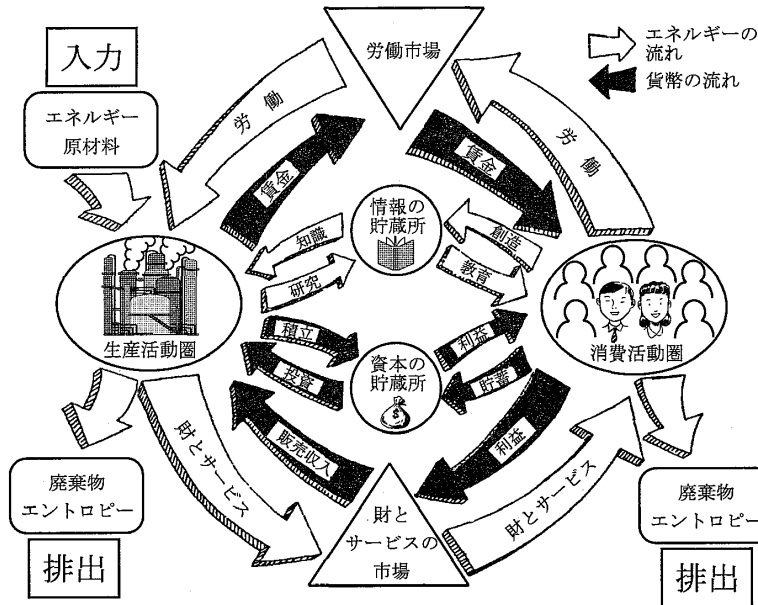 エネルギーの
流れ
貨幣の流れ
労働市場
入力
エネルギー
原材料
労働
賃金
賃金
労働
情報の
貯蔵所
知識
研究
創造
教育
生産活動圏
消費活動圏
積立
投資
資本の
貯蔵所
$
利益
貯蓄
販売収入
利益
財とサービス
財とサービス
財と
サービスの
市場
廃棄物
エントロピー
排出
廃棄物
エントロピー
排出